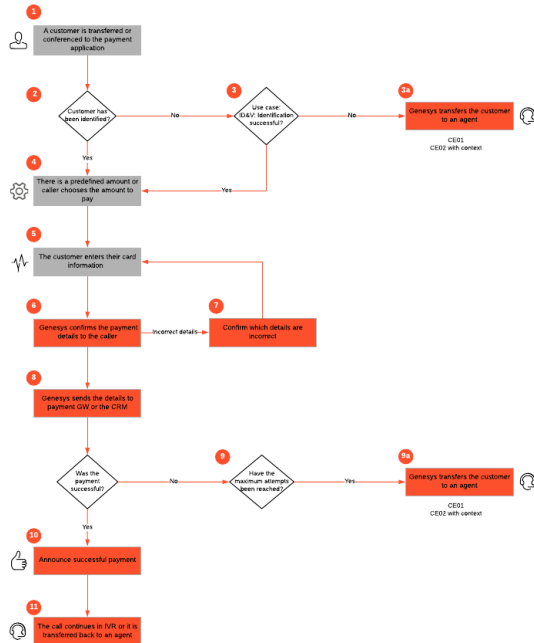 1
A customer is transferred or
conferenced to the payment
application
2
Customer has
been identified?
No
3
Use case:
ID&V: Identification
successful?
No
3a
Genesys transfers the customer
to an agent
CE01
CE02 with context
Yes
Yes
4
There is a predefined amount or
caller chooses the amount to
pay
5
The customer enters their card
information
6
Genesys confirms the payment
details to the caller
Incorrect details
7
Confirm which details are
incorrect
8
Genesys sends the details to
payment GW or the CRM
Was the
payment
successful?
No
9
Have the
maximum attempts
been reached?
Yes
9a
Genesys transfers the customer
to an agent
CE01
CE02 with context
Yes
10
Announce successful payment
11
The call continues in IVR or it is
transferred back to an agent